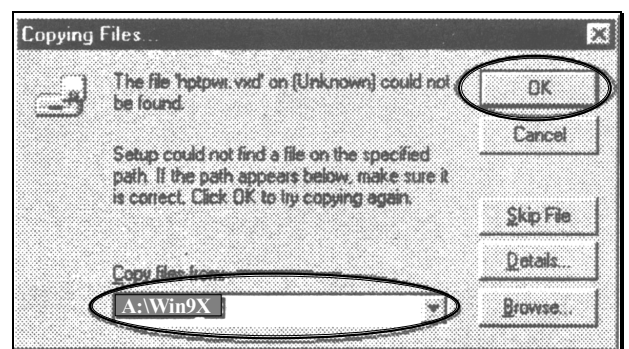 Copying Files...
The file 'hptpwr.vxd' on (Unknown) could not
be found.
Setup could not find a file on the specified
path. If the path appears below, make sure it
is correct. Click OK to try copying again.
Copy files from:
A:\Win9X
OK
Cancel
Skip File
Details...
Browse...